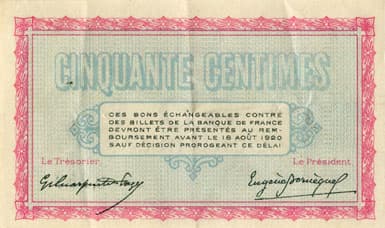 CINQUANTE CENTIMES
CES BONS ÉCHANGEABLES CONTRE
DES BILLETS DE LA BANQUE DE FRANCE
DEVRONT ÊTRE PRÉSENTÉS AU REM-
BOURSEMENT AVANT LE 18 AOÛT 1920
SAUF DÉCISION PROROGEANT CE DÉLAI
Le Trésorier
Le Président